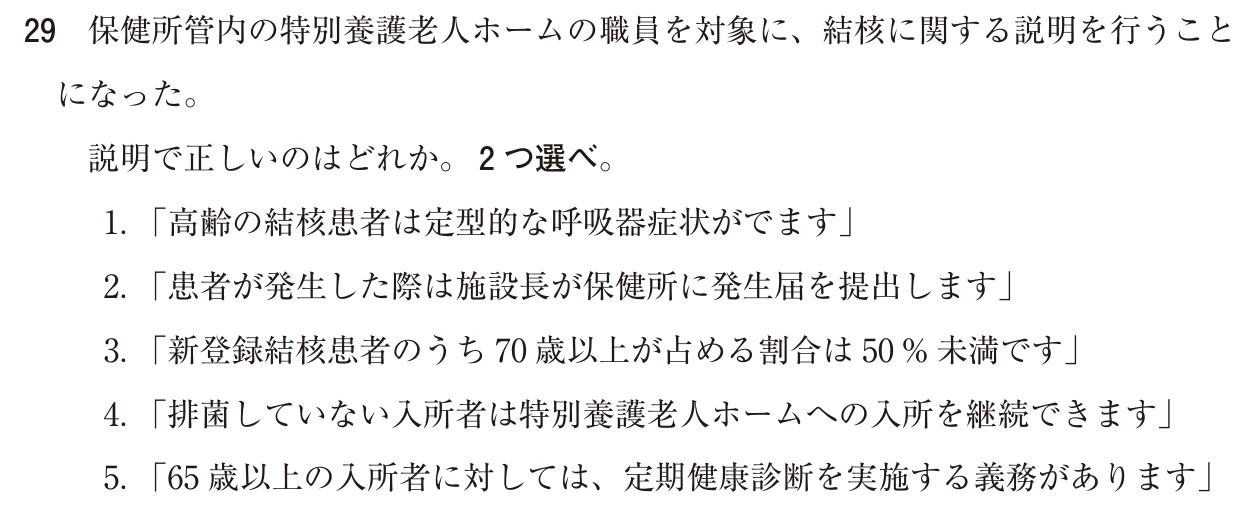 29　保健所管内の特別養護老人ホームの職員を対象に、結核に関する説明を行うこと
になった。
説明で正しいのはどれか。 2 つ選べ。
1. 「高齢の結核患者は定型的な呼吸器症状がでます」
2. 「患者が発生した際は施設長が保健所に発生届を提出します」
3. 「新登録結核患者のうち 70 歳以上が占める割合は 50 % 未満です」
4. 「排菌していない入所者は特別養護老人ホームへの入所を継続できます」
5. 「65 歳以上の入所者に対しては、定期健康診断を実施する義務があります」